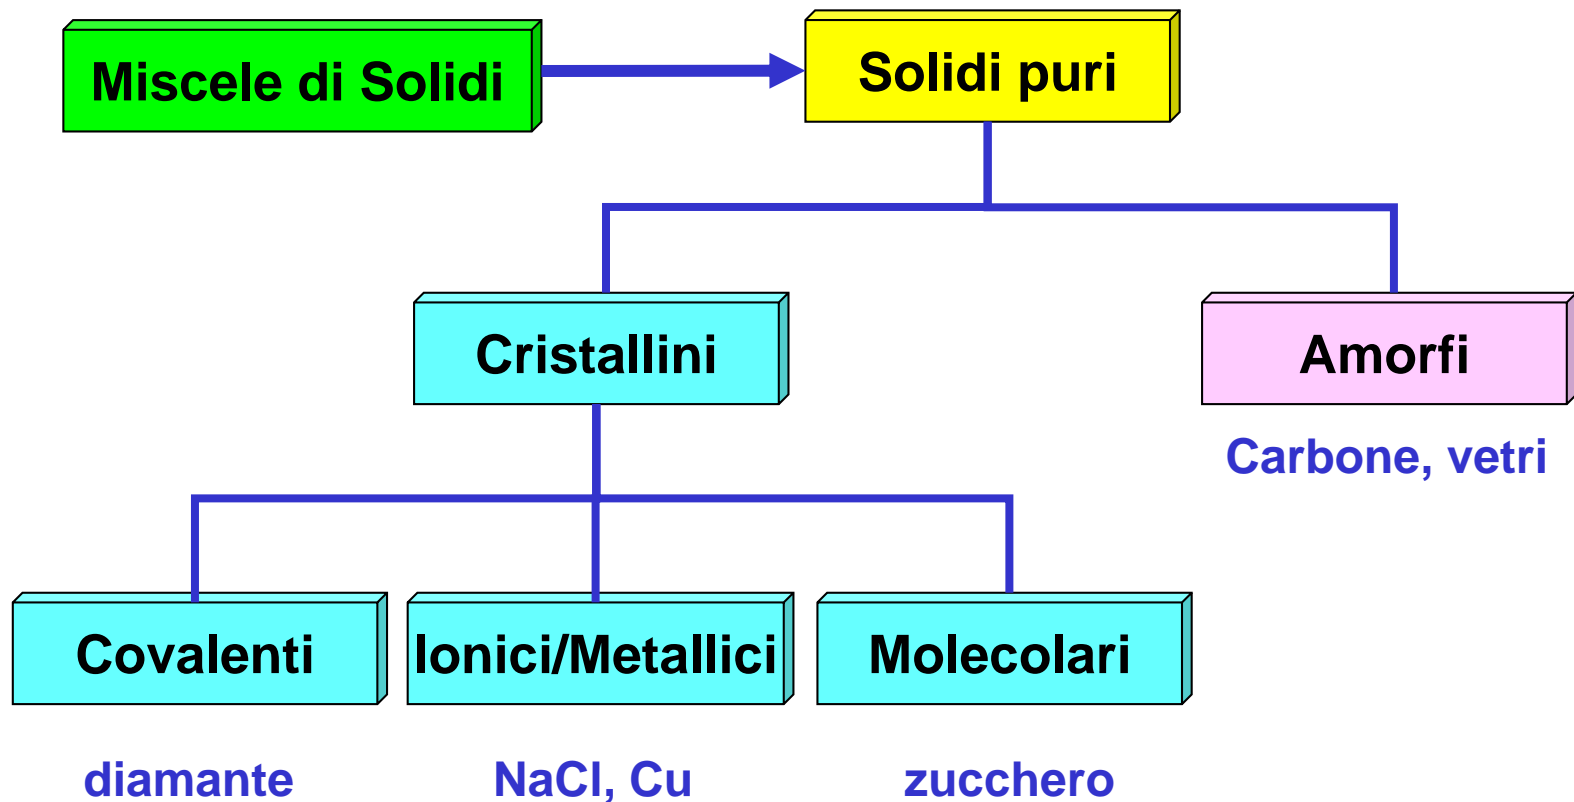 Miscele di Solidi
Solidi puri
Cristallini
Amorfi
Carbone, vetri
Covalenti
Ionici/Metallici
Molecolari
diamante
NaCl, Cu
zucchero